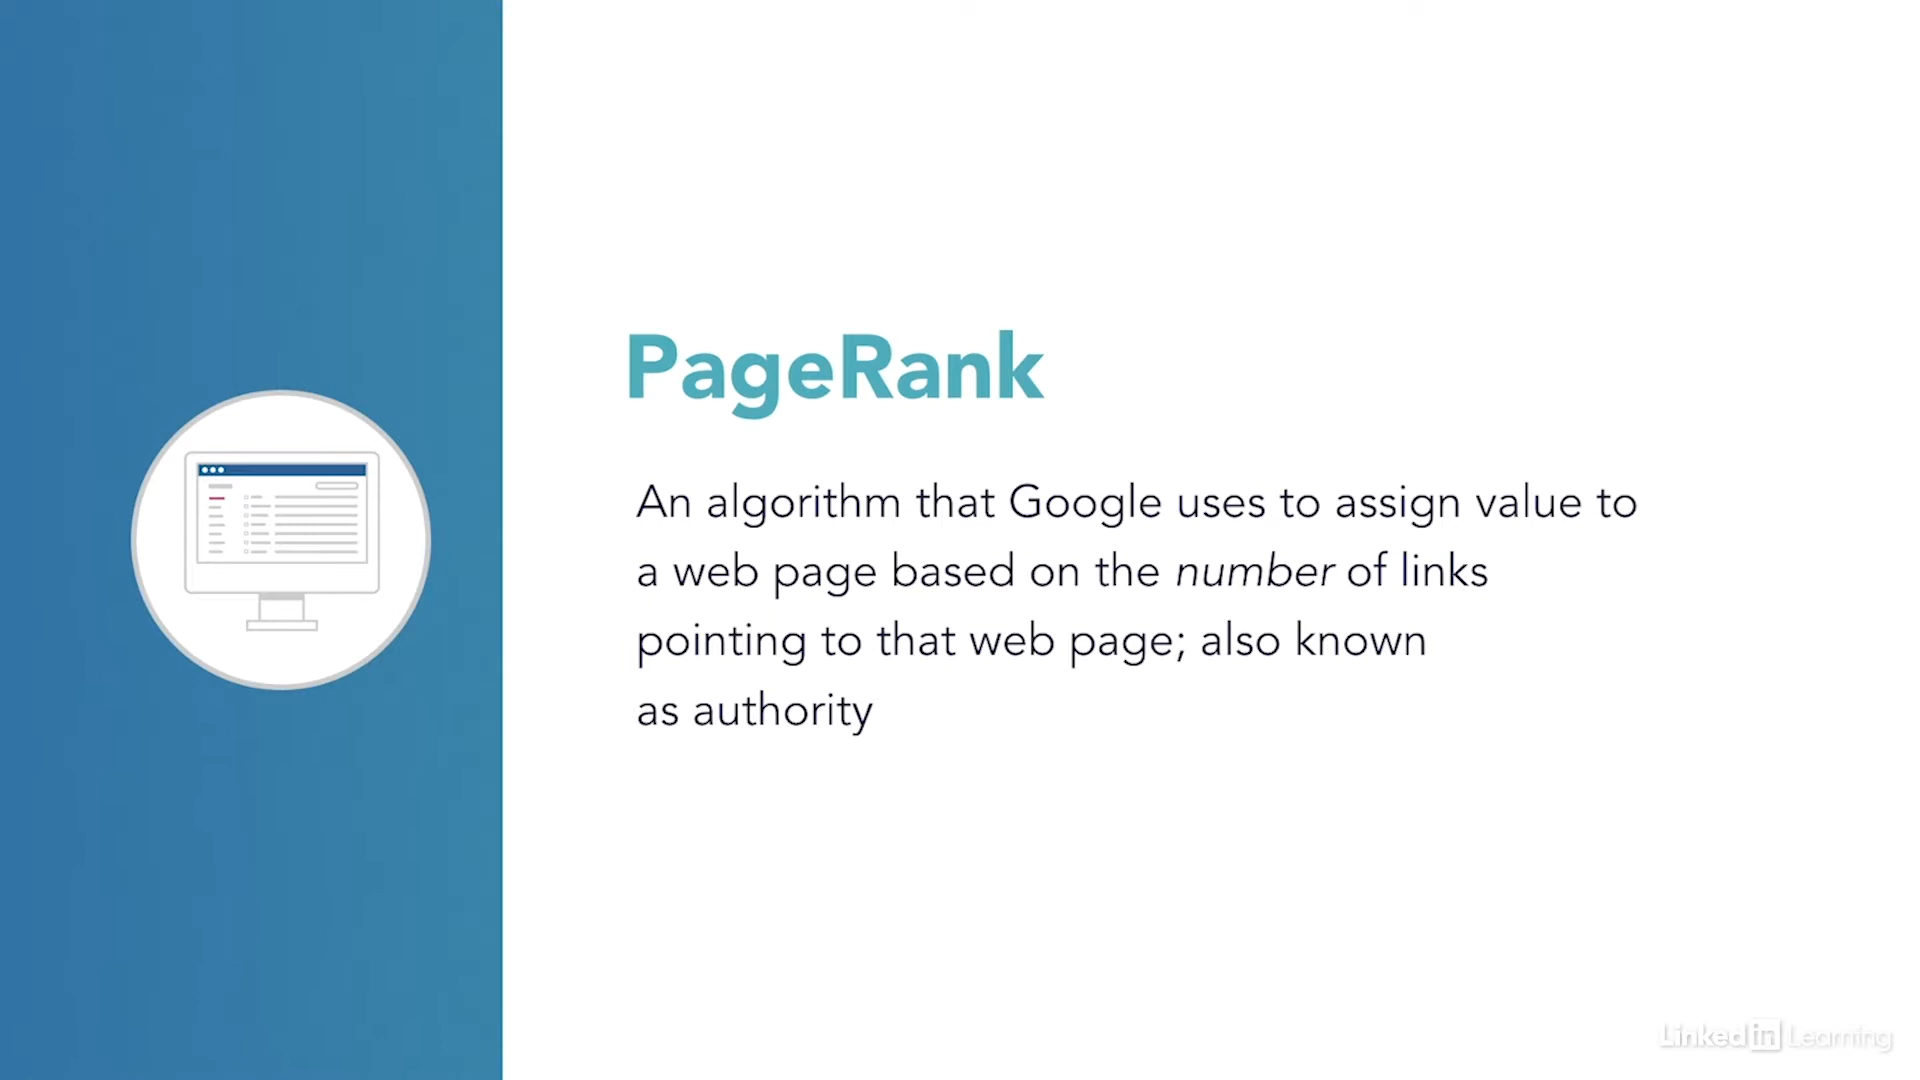 PageRank
An algorithm that Google uses to assign value to
a web page based on the number of links
pointing to that web page; also known
as authority
LinkedIn Learning